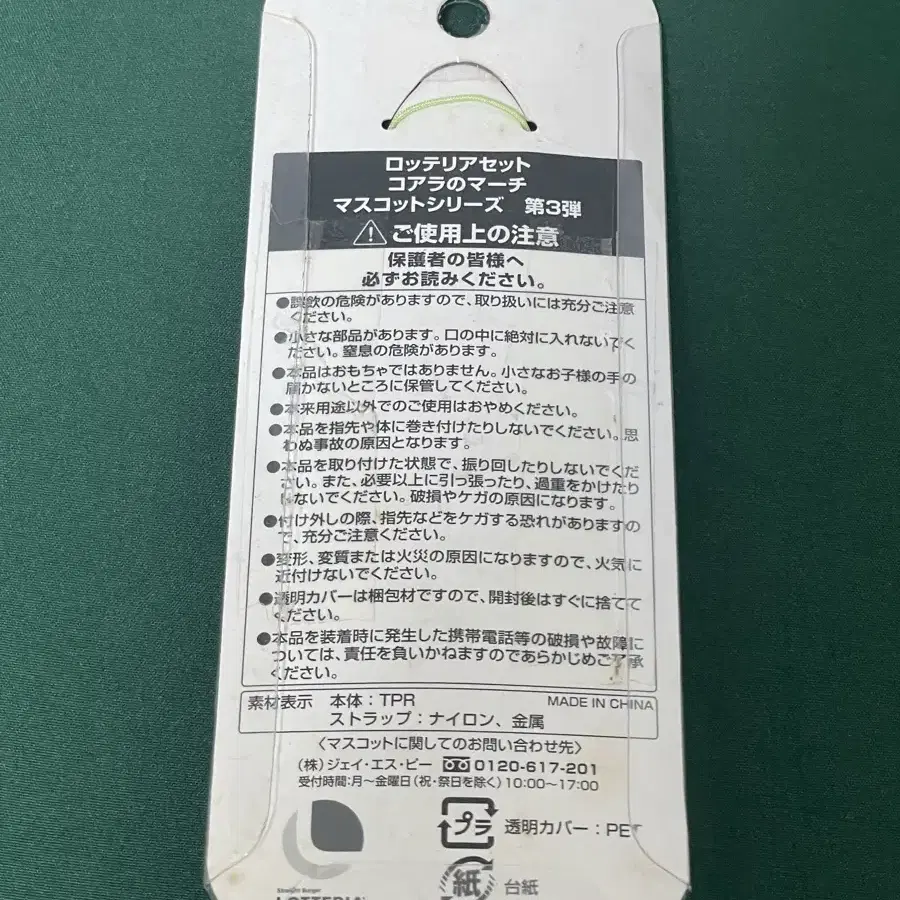 ロッテリアセット
コアラのマーチ
マスコットシリーズ 第3弾
ご使用上の注意
保護者の皆様へ
必ずお読みください。
●誤飲の危険がありますので、取り扱いには充分ご注意
ください。
●小さな部品があります。口の中に絶対に入れないでく
ださい。窒息の危険があります。
●本品はおもちゃではありません。小さなお子様の手の
届かないところに保管してください。
●本来用途以外でのご使用はおやめください。
●本品を指先や体に巻き付けたりしないでください。思
わぬ事故の原因となります。
●本品を取り付けた状態で、振り回したりしないでくだ
さい。また、必要以上に引っ張ったり、過重をかけたり
しないでください。破損やケガの原因になります。
●付け外しの際、指先などをケガする恐れがありますの
で、充分ご注意ください。
●変形、変質または火災の原因になりますので、火気に
近付けないでください。
●透明カバーは梱包材ですので、開封後はすぐに捨てて
ください。
●本品を装着時に発生した携帯電話等の破損や故障に
ついては、責任を負いかねますのであらかじめご了承
ください。
素材表示 本体：TPR MADE IN CHINA
ストラップ：ナイロン、金属
〈マスコットに関してのお問い合わせ先〉
(株)ジェイ・エス・ビー 0120-617-201
受付時間：月〜金曜日(祝・祭日を除く)10:00〜17:00
プラ 透明カバー：PET
Straight Burger
LOTTERIA
紙 台紙